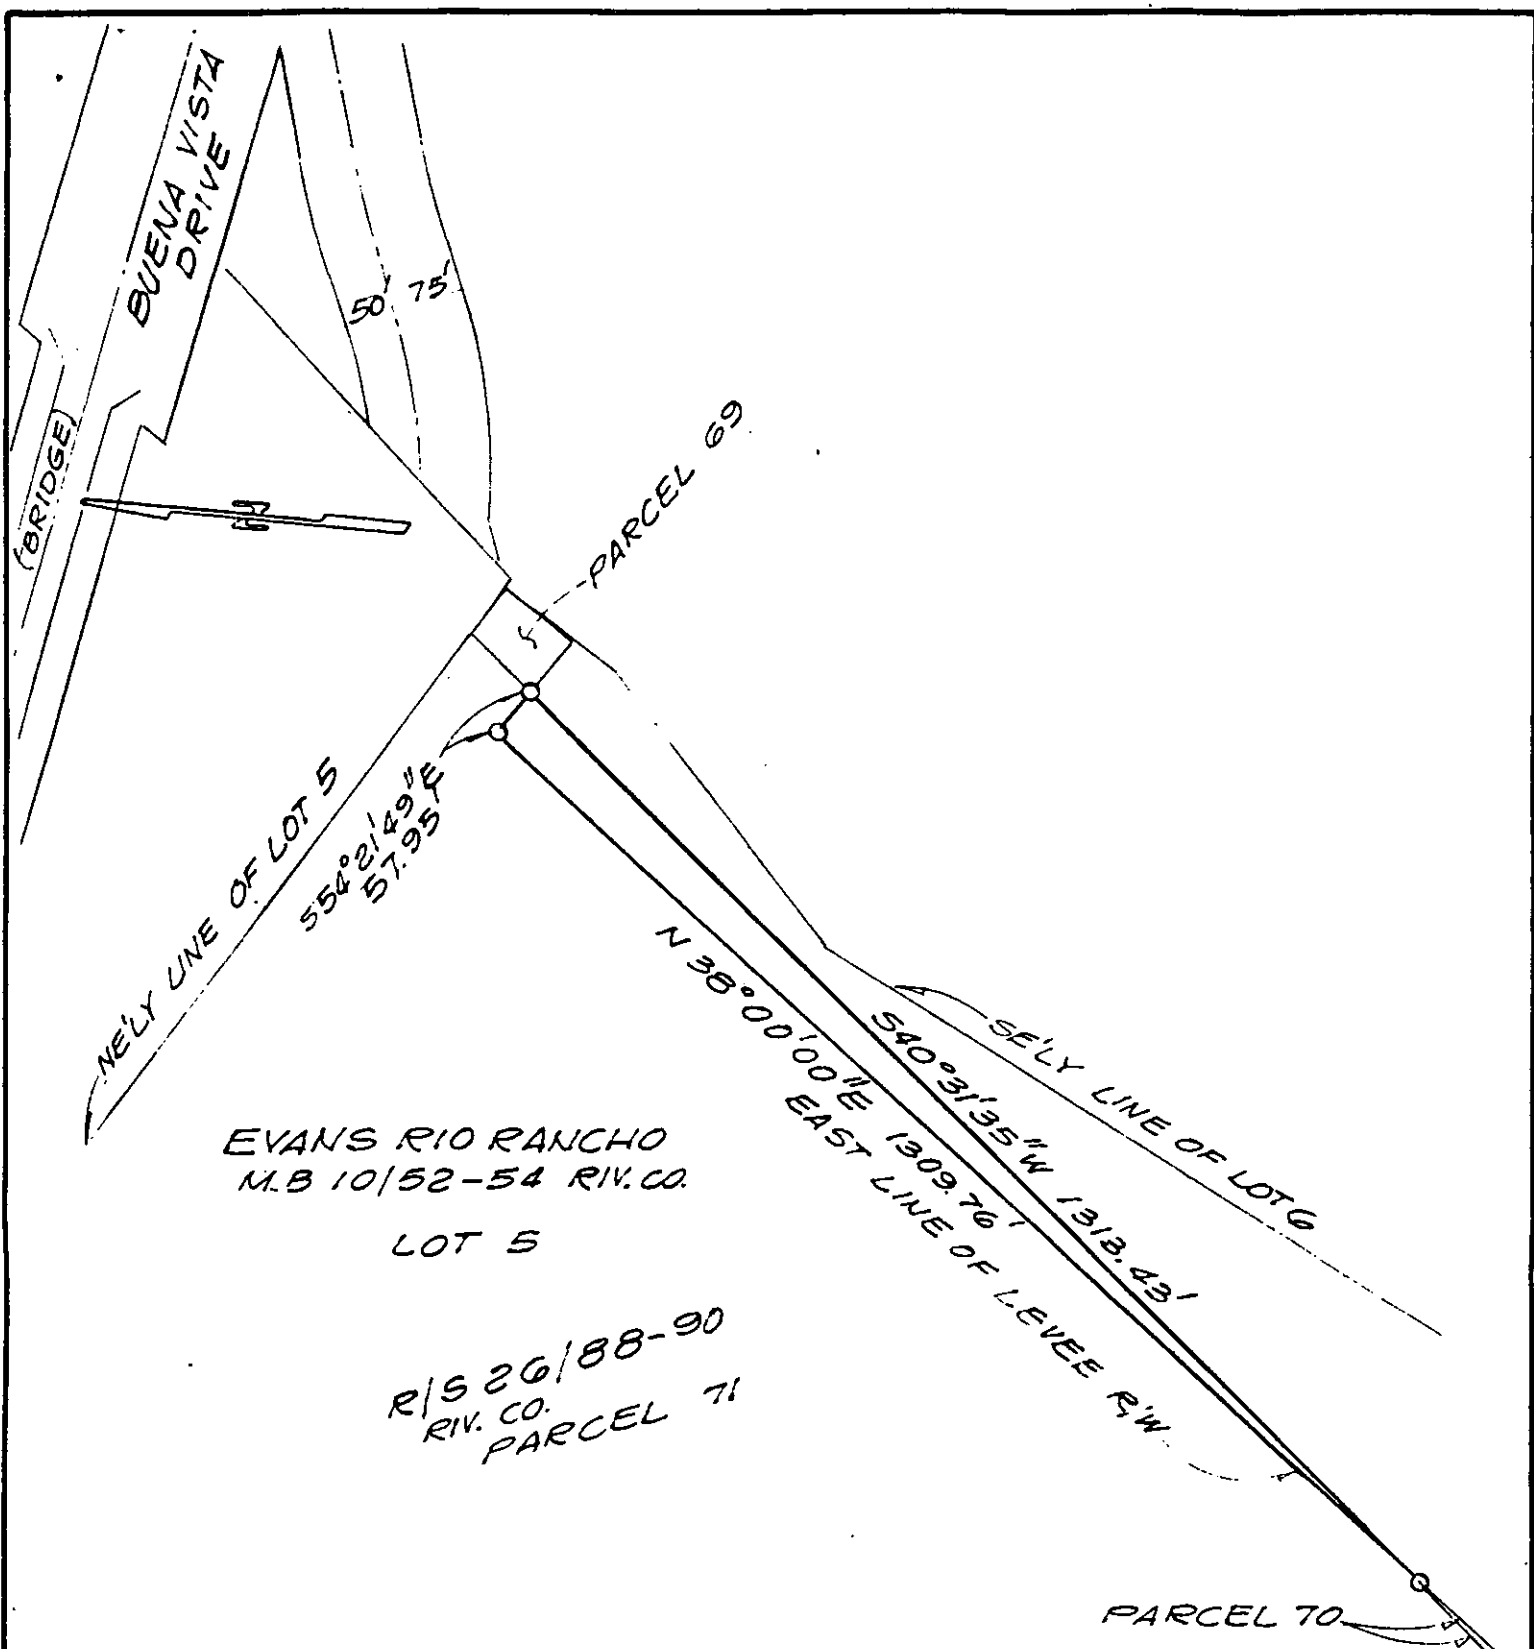 BUENA VISTA
DRIVE
(BRIDGE)
50' 75'
PARCEL 69
N
NE'LY LINE OF LOT 5
S54°21'49"E
57.95'
N38°00'00"E 1309.76'
EAST LINE OF LEVEE R/W
S40°31'35"W 1313.43'
SE'LY LINE OF LOT 6
EVANS RIO RANCHO
M.B 10/52-54 RIV. CO.
LOT 5
R/S 26/88-90
RIV. CO.
PARCEL 71
PARCEL 70